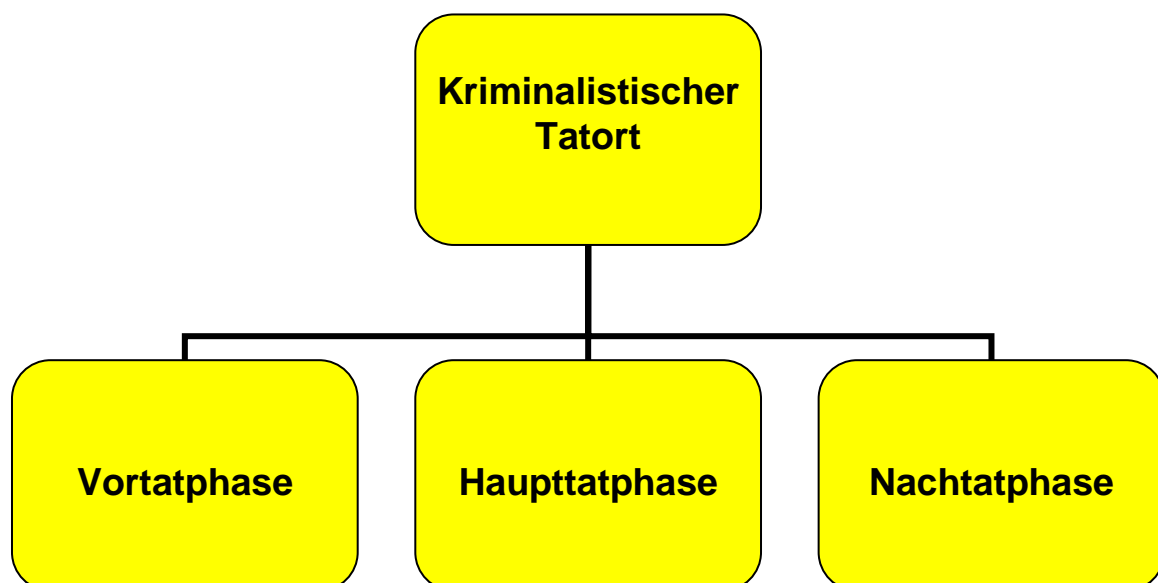 Kriminalistischer
Tatort
Vortatphase
Haupttatphase
Nachtatphase